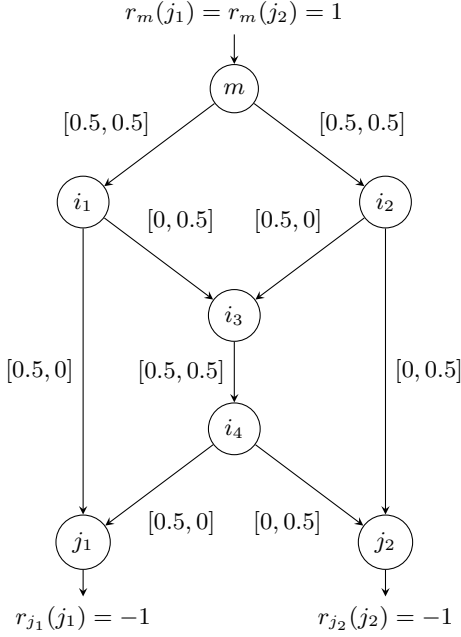 r_m(j_1) = r_m(j_2) = 1
m
[0.5, 0.5] [0.5, 0.5]
i_1 i_2
[0, 0.5] [0.5, 0]
i_3
[0.5, 0] [0.5, 0.5] [0, 0.5]
i_4
[0.5, 0] [0, 0.5]
j_1 j_2
r_{j_1}(j_1) = −1 r_{j_2}(j_2) = −1